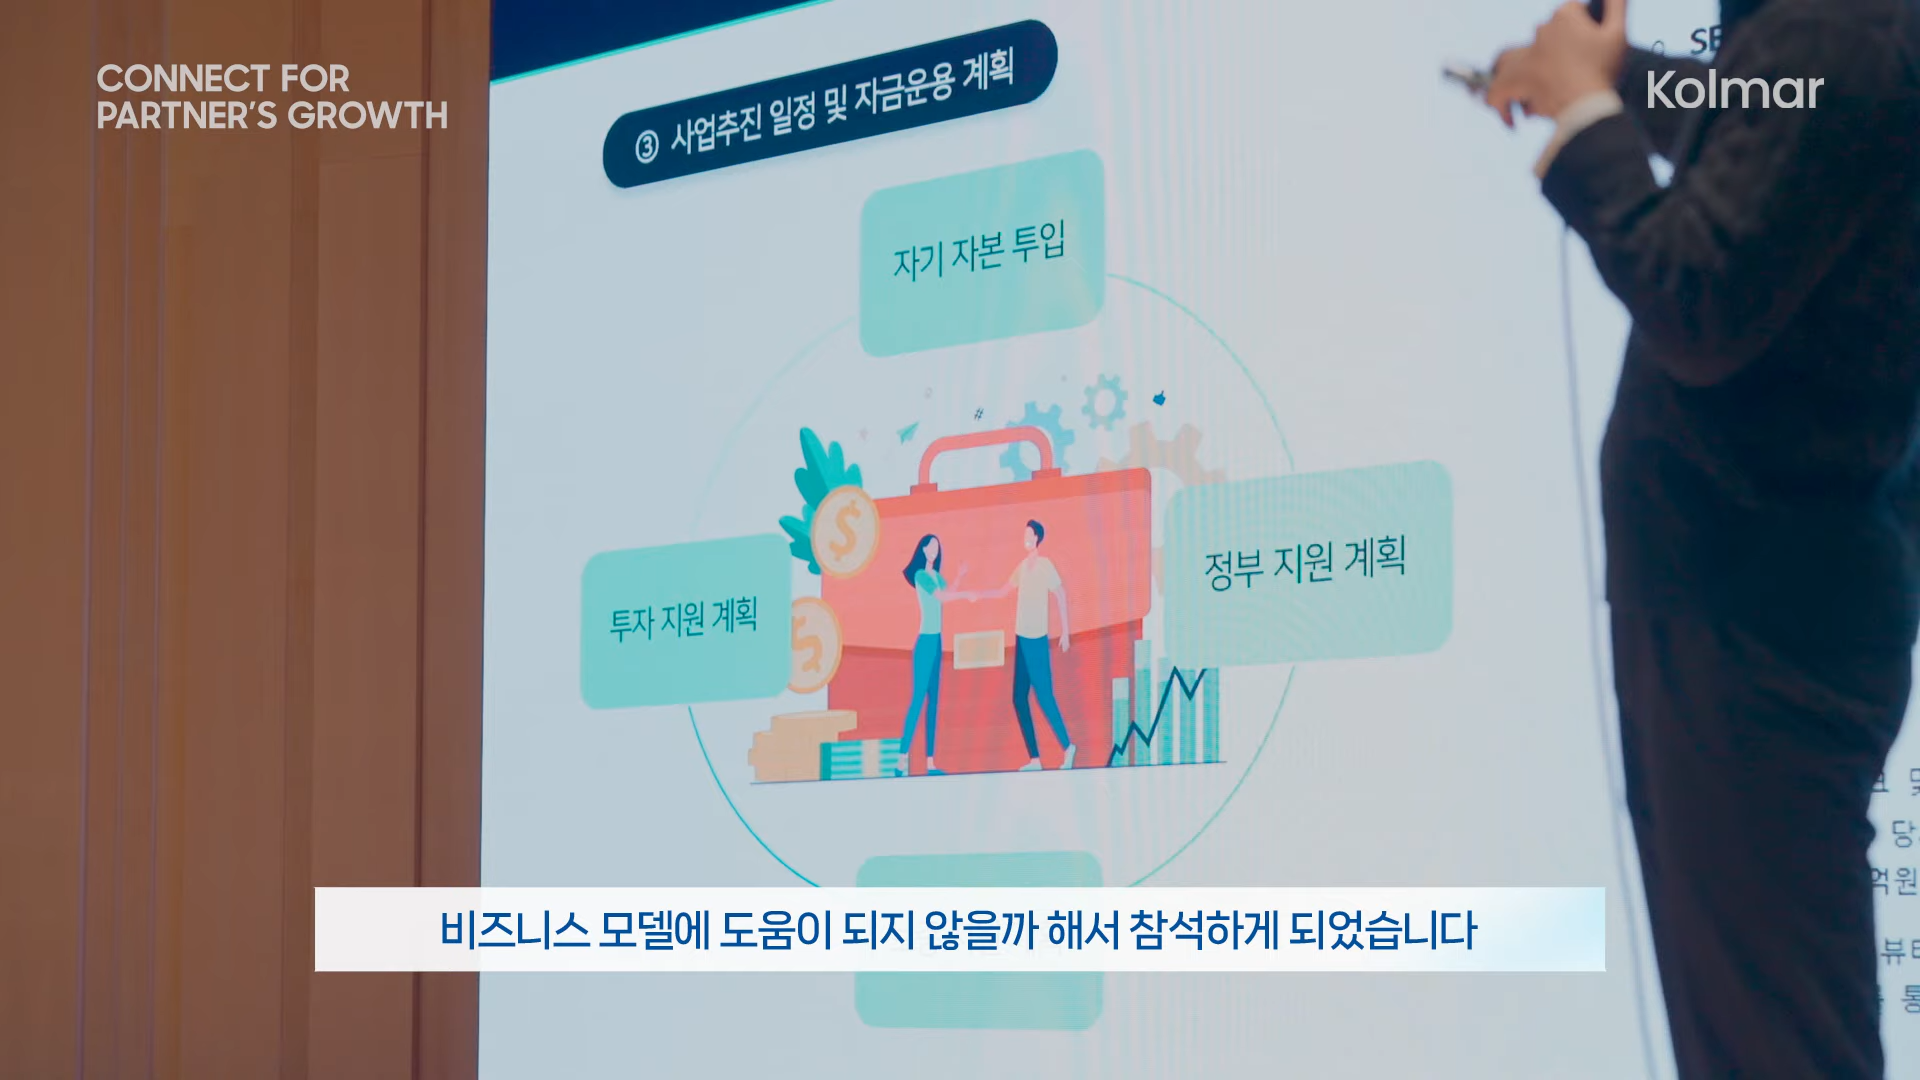 CONNECT FOR
PARTNER'S GROWTH
Kolmar
③ 사업추진 일정 및 자금운용 계획
자기 자본 투입
정부 지원 계획
투자 지원 계획
#
억원
비즈니스 모델에 도움이 되지 않을까 해서 참석하게 되었습니다